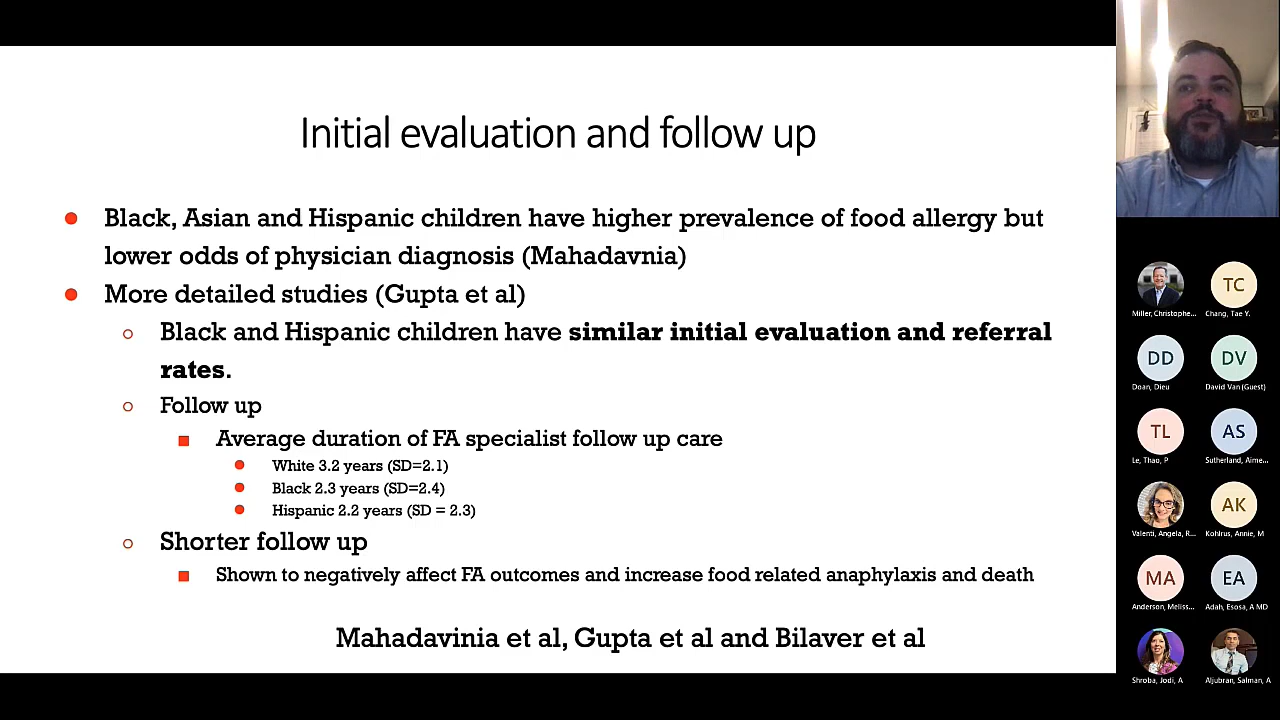 Initial evaluation and follow up
Black, Asian and Hispanic children have higher prevalence of food allergy but
lower odds of physician diagnosis (Mahadavnia)
More detailed studies (Gupta et al)
Black and Hispanic children have similar initial evaluation and referral
rates.
Follow up
Average duration of FA specialist follow up care
White 3.2 years (SD=2.1)
Black 2.3 years (SD=2.4)
Hispanic 2.2 years (SD = 2.3)
Shorter follow up
Shown to negatively affect FA outcomes and increase food related anaphylaxis and death
Mahadavinia et al, Gupta et al and Bilaver et al
Miller, Christophe...
TC
Chang, Tae Y.
DD
Doan, Dieu
DV
David Van (Guest)
TL
Le, Thao, P
AS
Sutherland, Aime...
Valenti, Angela, R...
AK
Kohlrus, Annie, M
MA
Anderson, Meliss...
EA
Adah, Esosa, A MD
Shroba, Jodi, A
Aljubran, Salman, A